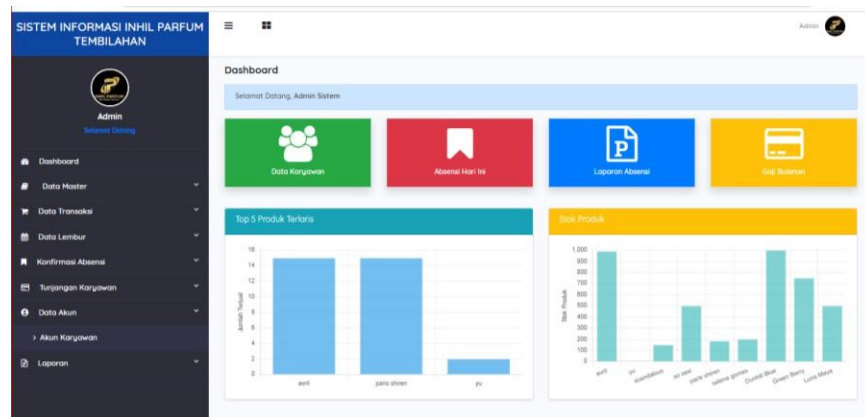 SISTEM INFORMASI INHIL PARFUM
TEMBILAHAN
Admin
Selamat Datang
Dashboard
Data Master
Data Transaksi
Data Lembur
Konfirmasi Absensi
Tunjangan Karyawan
Data Akun
> Akun Karyawan
Laporan
Admin
Dashboard
Selamat Datang, Admin Sistem
Data Karyawan
Absensi Hari Ini
P
Laporan Absensi
Gaji Bulanan
Top 5 Produk Terlaris
Jumlah Terjual
16
14
12
10
8
6
4
2
0
avril
paris shiren
yu
Stok Produk
Stok Produk
1,000
900
800
700
600
500
400
300
200
100
0
avril
yu
scandalous
so sexi
paris shiren
selena gomes
Dunhill Blue
Green Berry
Luna Maya